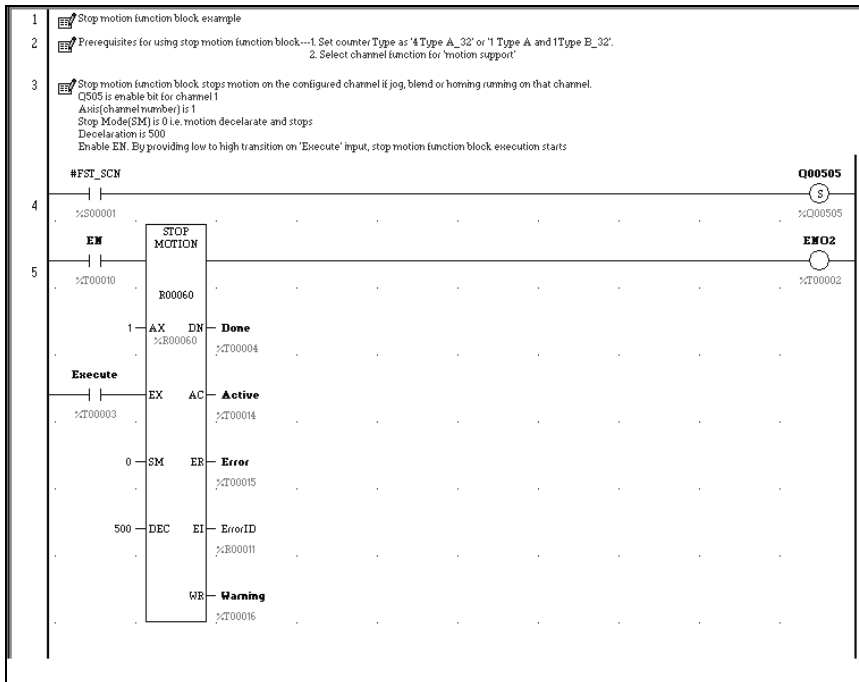 1 Stop motion function block example
2 Prerequisites for using stop motion function block---1. Set counter Type as '4 Type A_32' or '1 Type A and 1Type B_32'.
2. Select channel function for 'motion support'
3 Stop motion function block stops motion on the configured channel if jog, blend or homing running on that channel.
Q505 is enable bit for channel 1
Axis(channel number) is 1
Stop Mode(SM) is 0 i.e. motion decelarate and stops
Decelaration is 500
Enable EN. By providing low to high transition on 'Execute' input, stop motion function block execution starts
#FST_SCN Q00505
4 S
%S00001 %Q00505
EN STOP MOTION ENO2
5
%T00010 %T00002
R00060
1 AX DN Done
%R00060 %T00004
Execute
EX AC Active
%T00003 %T00014
0 SM ER Error
%T00015
500 DEC EI ErrorID
%R00011
WR Warning
%T00016